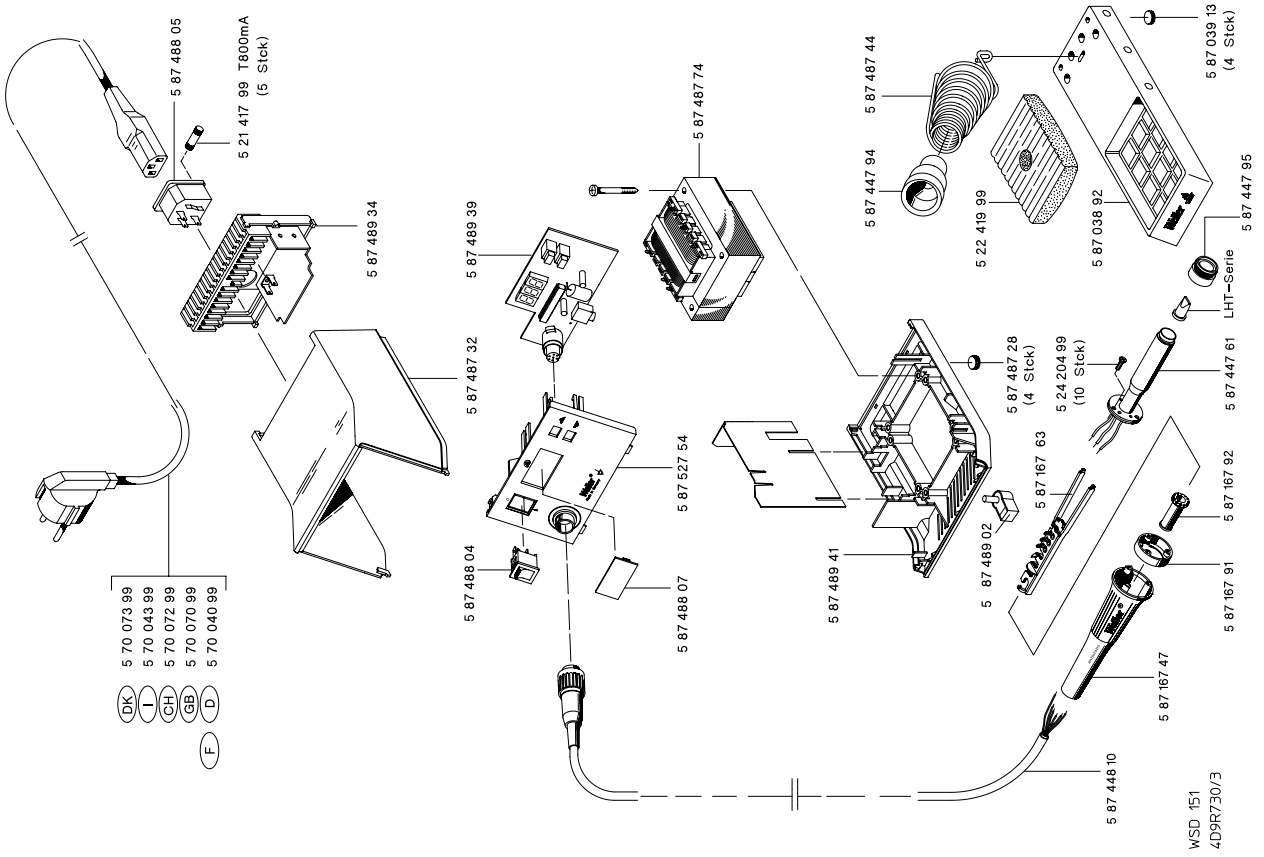 5 87 488 05
5 21 417 99 T800mA
(5 Stck)
5 87 489 34
5 87 487 32
DK 5 70 073 99
I 5 70 043 99
CH 5 70 072 99
GB 5 70 070 99
F D 5 70 040 99
5 87 489 39
5 87 487 74
5 87 527 54
Weller®
5 87 488 04
5 87 488 07
5 87 487 44
5 87 447 94
5 22 419 99
5 87 038 92
Weller
5 87 039 13
(4 Stck)
5 87 447 95
LHT-Serie
5 87 447 61
5 24 204 99
(10 Stck)
5 87 487 28
(4 Stck)
5 87 489 41
5 87 489 02
5 87 167 63
5 87 167 92
5 87 167 91
Weller®
5 87 167 47
5 87 448 10
WSD 151
4D9R730/3